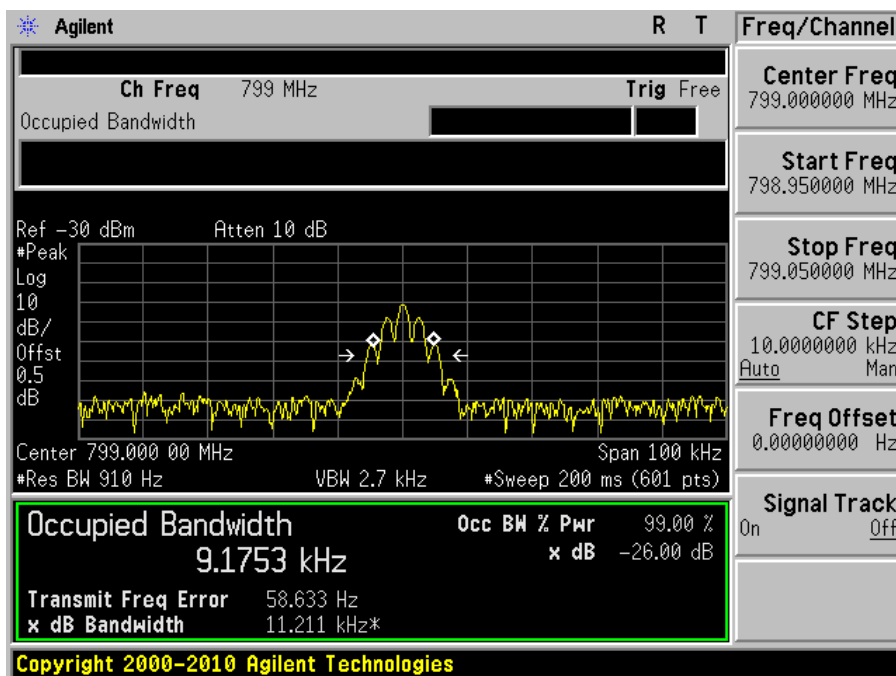 Agilent R T
Freq/Channel
Ch Freq 799 MHz Trig Free
Occupied Bandwidth
Center Freq
799.000000 MHz
Start Freq
798.950000 MHz
Stop Freq
799.050000 MHz
CF Step
10.0000000 kHz
Auto Man
Freq Offset
0.00000000 Hz
Signal Track
On Off
Ref -30 dBm Atten 10 dB
#Peak
Log
10
dB/
Offst
0.5
dB
Center 799.000 00 MHz Span 100 kHz
#Res BW 910 Hz VBW 2.7 kHz #Sweep 200 ms (601 pts)
Occupied Bandwidth
9.1753 kHz
Occ BW % Pwr 99.00 %
x dB -26.00 dB
Transmit Freq Error 58.633 Hz
x dB Bandwidth 11.211 kHz*
Copyright 2000-2010 Agilent Technologies